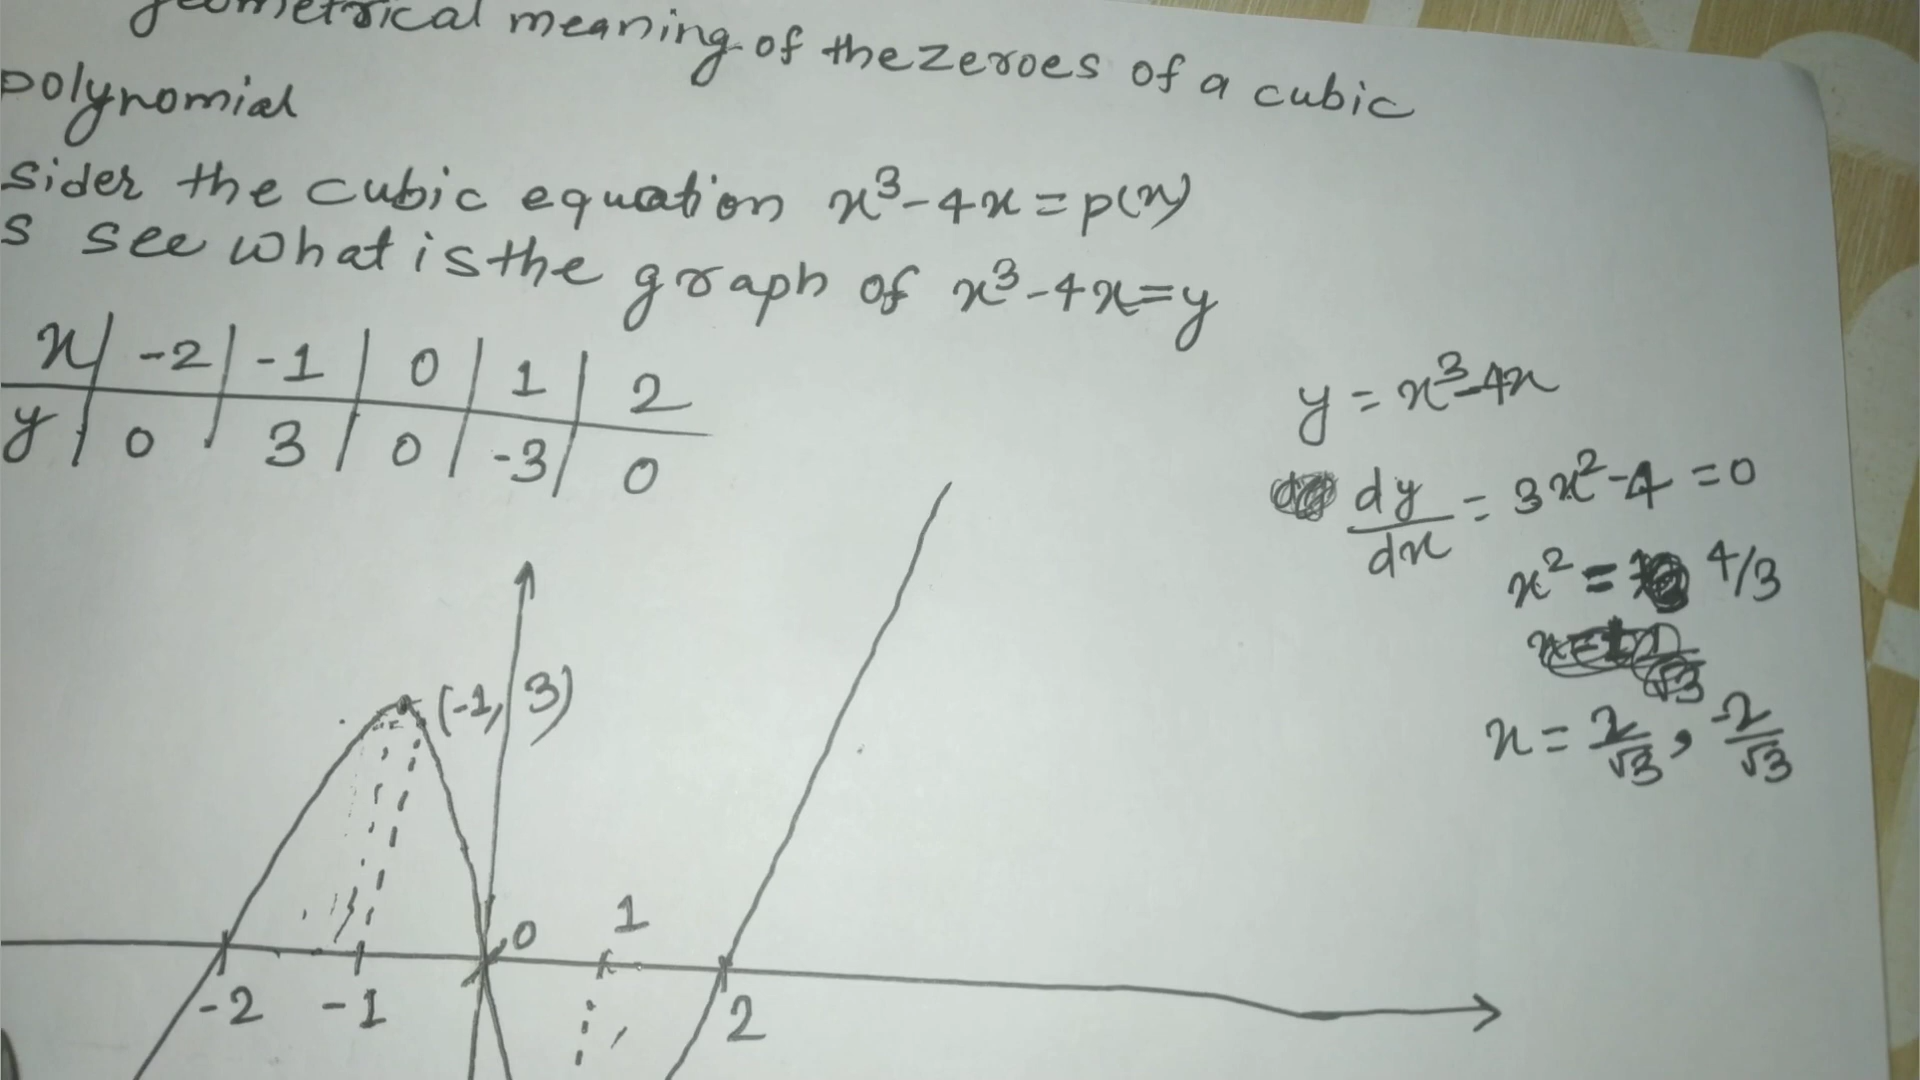 geometrical meaning of the zeroes of a cubic
polynomial
sider the cubic equation x³-4x=p(x)
s see what is the graph of x³-4x=y
x | -2 | -1 | 0 | 1 | 2
y | 0 | 3 | 0 | -3 | 0
y = x³-4x
dy/dx = 3x²-4 = 0
x² = 4/3
x = 2/√3, -2/√3
(-1, 3)
0 1
-2 -1 2